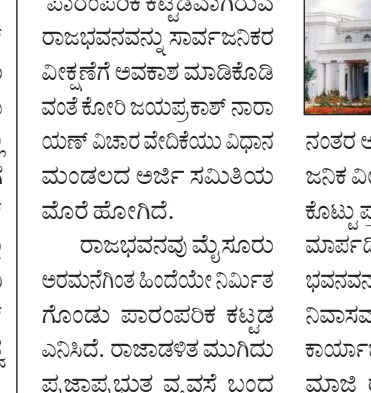 ಪಾರಂಪರಿಕ ಕಟ್ಟಡವಾಗಿರುವ
ರಾಜಭವನವನ್ನು ಸಾರ್ವಜನಿಕರ
ವೀಕ್ಷಣೆಗೆ ಅವಕಾಶ ಮಾಡಿಕೊಡಿ
ವಂತೆ ಕೋರಿ ಜಯಪ್ರಕಾಶ್ ನಾರಾ
ಯಣ್ ವಿಚಾರ ವೇದಿಕೆಯು ವಿಧಾನ
ಮಂಡಲದ ಅರ್ಜಿ ಸಮಿತಿಯ
ಮೊರೆ ಹೋಗಿದೆ.
ರಾಜಭವನವು ಮೈಸೂರು
ಅರಮನೆಗಿಂತ ಹಿಂದೆಯೇ ನಿರ್ಮಿತ
ಗೊಂಡು ಪಾರಂಪರಿಕ ಕಟ್ಟಡ
ಎನಿಸಿದೆ. ರಾಜಾಡಳಿತ ಮುಗಿದು
ಪ್ರಜಾಪ್ರಭುತ್ವ ವ್ಯವಸ್ಥೆ ಬಂದ
ನಂತರ
ಜನಿಕ
ಕೊಟ್ಟು
ಮಾಜಿ